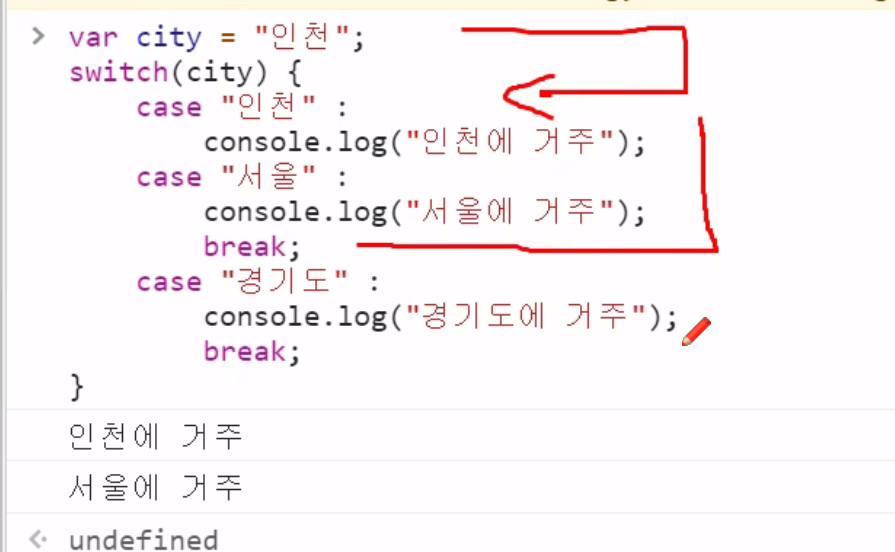 > var city = "인천";
switch(city) {
    case "인천" :
        console.log("인천에 거주");
    case "서울" :
        console.log("서울에 거주");
        break;
    case "경기도" :
        console.log("경기도에 거주");
        break;
}
인천에 거주
서울에 거주
undefined